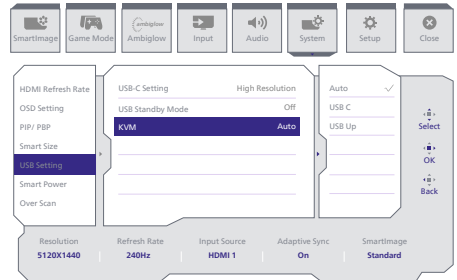 SmartImage
Game Mode
ambiglow
Ambiglow
Input
Audio
System
Setup
Close
HDMI Refresh Rate
OSD Setting
PIP/ PBP
Smart Size
USB Setting
Smart Power
Over Scan
USB-C Setting High Resolution
USB Standby Mode Off
KVM Auto
Auto ✓
USB C
USB Up
Select
OK
Back
Resolution Refresh Rate Input Source Adaptive Sync SmartImage
5120X1440 240Hz HDMI 1 On Standard